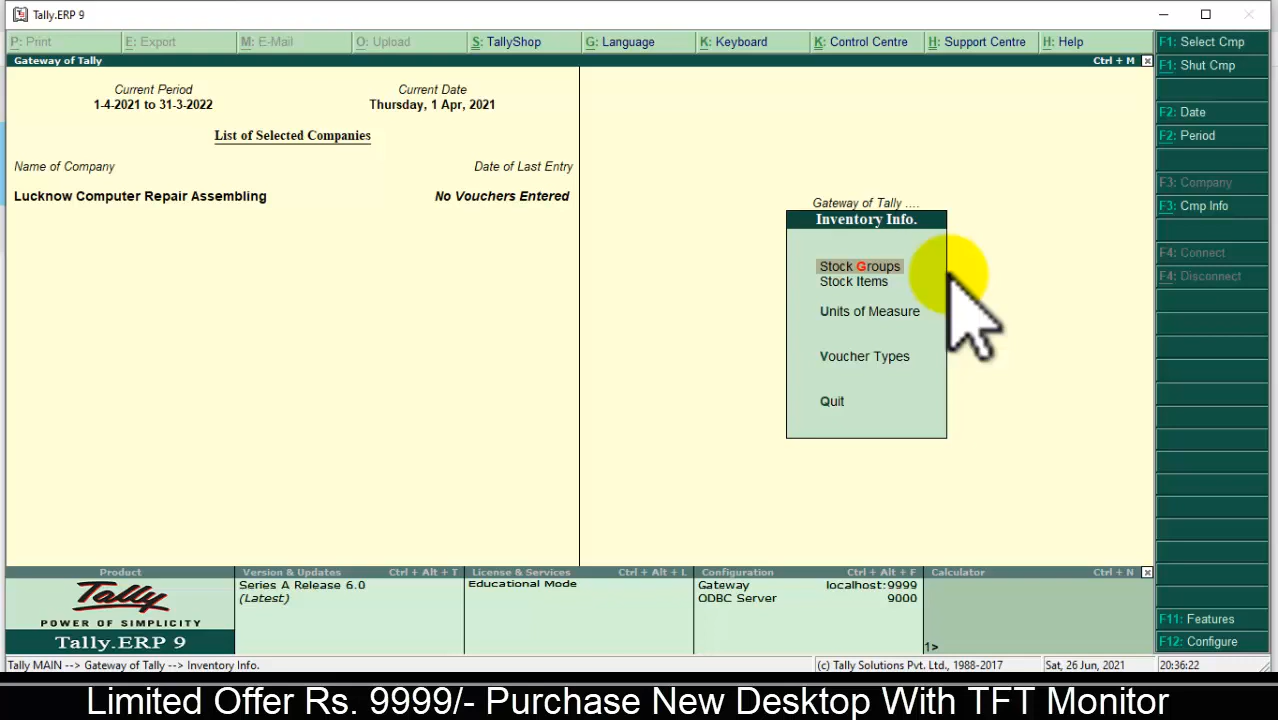 Tally.ERP 9
P: Print E: Export M: E-Mail O: Upload S: TallyShop G: Language K: Keyboard K: Control Centre H: Support Centre H: Help
Gateway of Tally Ctrl + M
Current Period Current Date
1-4-2021 to 31-3-2022 Thursday, 1 Apr, 2021
List of Selected Companies
Name of Company Date of Last Entry
Lucknow Computer Repair Assembling No Vouchers Entered
Gateway of Tally ....
Inventory Info.
Stock Groups
Stock Items
Units of Measure
Voucher Types
Quit
F1: Select Cmp
F1: Shut Cmp
F2: Date
F2: Period
F3: Company
F3: Cmp Info
F4: Connect
F4: Disconnect
F11: Features
F12: Configure
Product
Tally
POWER OF SIMPLICITY
Tally.ERP 9
Version & Updates Ctrl + Alt + T
Series A Release 6.0
(Latest)
License & Services Ctrl + Alt + L
Educational Mode
Configuration Ctrl + Alt + F
Gateway localhost:9999
ODBC Server 9000
Calculator Ctrl + N
1>
Tally MAIN --> Gateway of Tally --> Inventory Info. (c) Tally Solutions Pvt. Ltd., 1988-2017 Sat, 26 Jun, 2021 20:36:22
Limited Offer Rs. 9999/- Purchase New Desktop With TFT Monitor